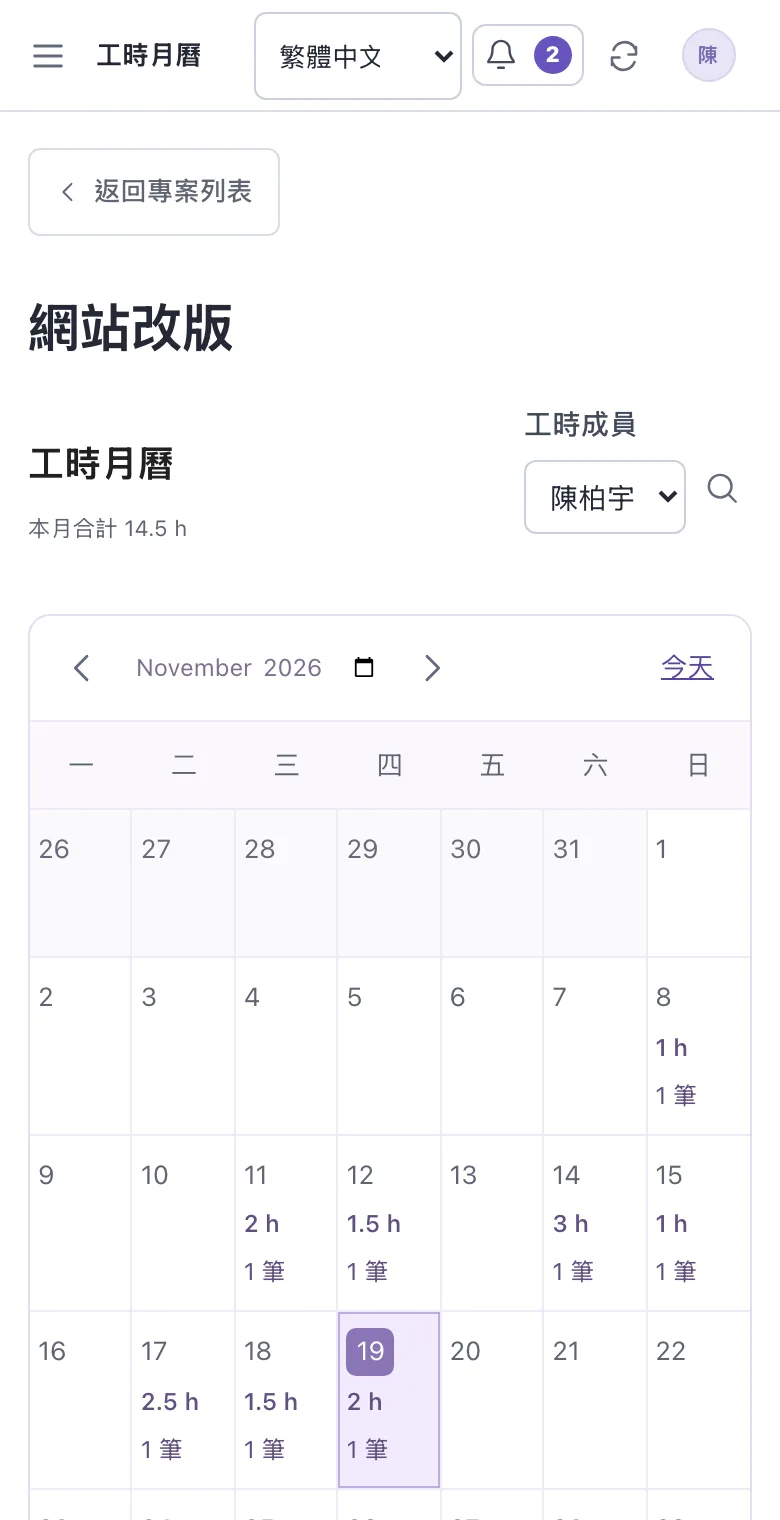 工時月曆 繁體中文 2 陳
返回專案列表
網站改版
工時成員
工時月曆
陳柏宇
本月合計 14.5 h
November 2026 今天
一 二 三 四 五 六 日
26 27 28 29 30 31 1
2 3 4 5 6 7 8
1 h
1 筆
9 10 11 12 13 14 15
2 h 1.5 h 3 h 1 h
1 筆 1 筆 1 筆 1 筆
16 17 18 19 20 21 22
2.5 h 1.5 h 2 h
1 筆 1 筆 1 筆